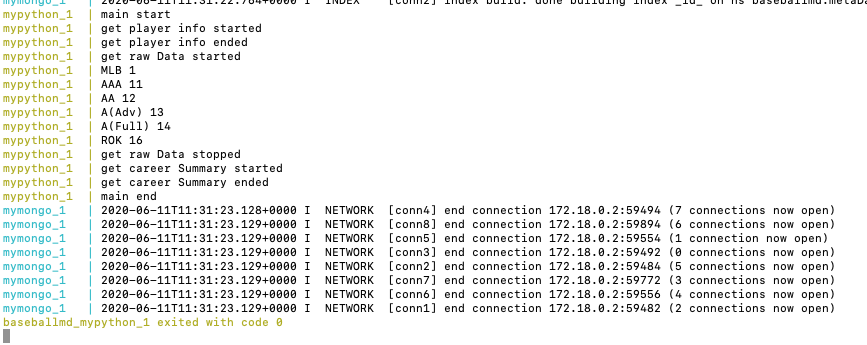 mymongo_1   | 2020-06-11T11:31:22.764+0000 I  INDEX    [conn2] index build: done building index _id_ on ns baseballmd.metaDa
mypython_1  | main start
mypython_1  | get player info started
mypython_1  | get player info ended
mypython_1  | get raw Data started
mypython_1  | MLB 1
mypython_1  | AAA 11
mypython_1  | AA 12
mypython_1  | A(Adv) 13
mypython_1  | A(Full) 14
mypython_1  | ROK 16
mypython_1  | get raw Data stopped
mypython_1  | get career Summary started
mypython_1  | get career Summary ended
mypython_1  | main end
mymongo_1   | 2020-06-11T11:31:23.128+0000 I  NETWORK  [conn4] end connection 172.18.0.2:59494 (7 connections now open)
mymongo_1   | 2020-06-11T11:31:23.129+0000 I  NETWORK  [conn8] end connection 172.18.0.2:59894 (6 connections now open)
mymongo_1   | 2020-06-11T11:31:23.129+0000 I  NETWORK  [conn5] end connection 172.18.0.2:59554 (1 connection now open)
mymongo_1   | 2020-06-11T11:31:23.129+0000 I  NETWORK  [conn3] end connection 172.18.0.2:59492 (0 connections now open)
mymongo_1   | 2020-06-11T11:31:23.129+0000 I  NETWORK  [conn2] end connection 172.18.0.2:59484 (5 connections now open)
mymongo_1   | 2020-06-11T11:31:23.129+0000 I  NETWORK  [conn7] end connection 172.18.0.2:59772 (3 connections now open)
mymongo_1   | 2020-06-11T11:31:23.129+0000 I  NETWORK  [conn6] end connection 172.18.0.2:59556 (4 connections now open)
mymongo_1   | 2020-06-11T11:31:23.129+0000 I  NETWORK  [conn1] end connection 172.18.0.2:59482 (2 connections now open)
baseballmd_mypython_1 exited with code 0